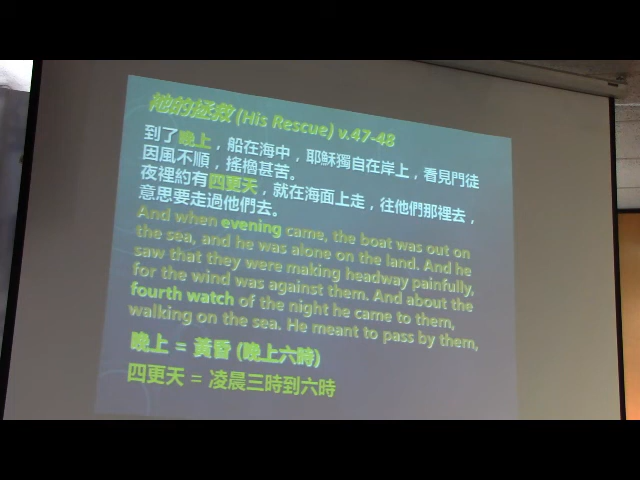 祂的拯救 (His Rescue) v.47-48
到了晚上，船在海中，耶穌獨自在岸上，看見門徒
因風不順，搖櫓甚苦。
夜裡約有四更天，就在海面上走，往他們那裡去，
意思要走過他們去。
And when evening came, the boat was out on
the sea, and he was alone on the land. And he
saw that they were making headway painfully,
for the wind was against them. And about the
fourth watch of the night he came to them,
walking on the sea. He meant to pass by them,
晚上 = 黃昏 (晚上六時)
四更天 = 凌晨三時到六時